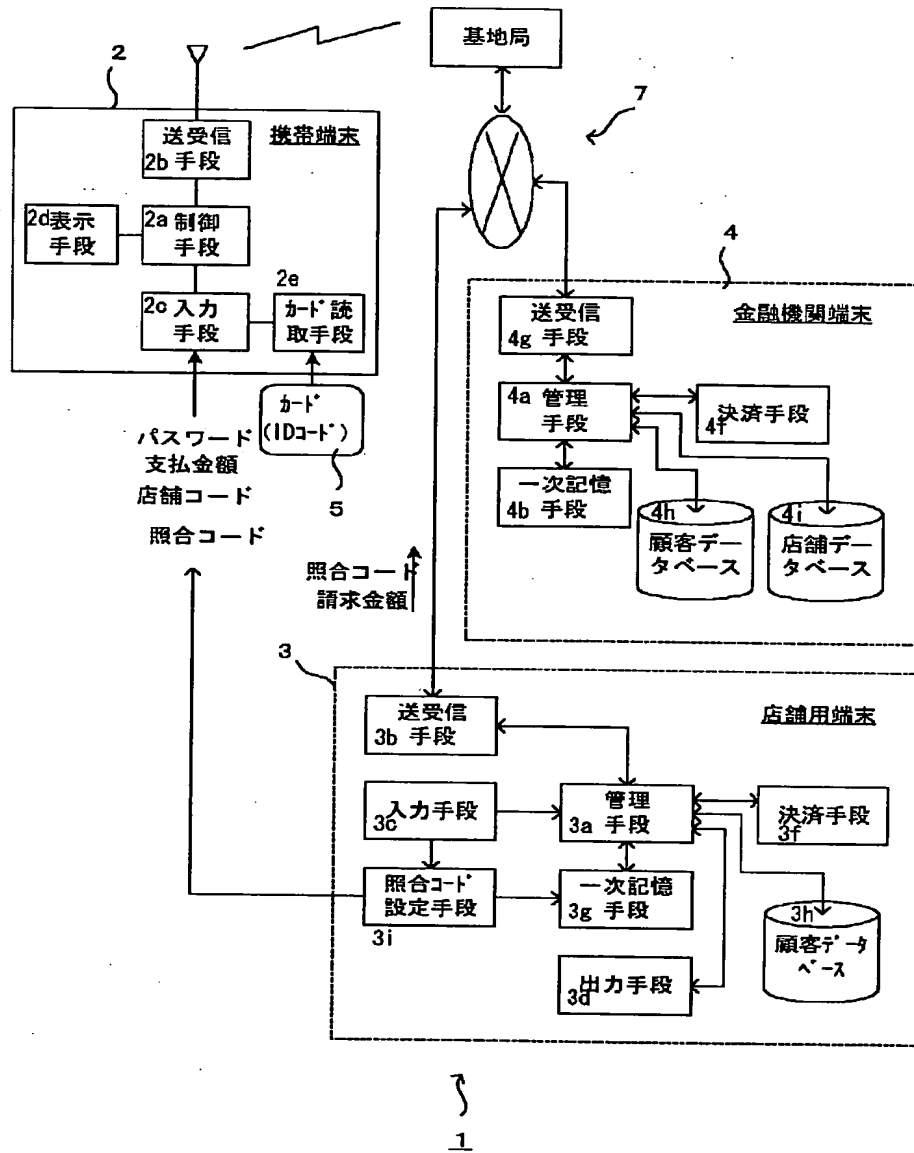 基地局
2
7
携帯端末
送受信
2b 手段
2d表示
手段
2a 制御
手段
2e
2c入力
手段
ｶｰﾄﾞ読
取手段
ｶｰﾄﾞ
(IDｺｰﾄﾞ)
5
パスワード
支払金額
店舗コード
照合コード
4
金融機関端末
送受信
4g 手段
4a 管理
手段
決済手段
4f
一次記憶
4b 手段
4h
顧客デー
タベース
4i
店舗デー
タベース
照合コード
請求金額
3
店舗用端末
送受信
3b 手段
入力手段
3c
管理
3a 手段
決済手段
3f
照合ｺｰﾄﾞ
設定手段
3i
一次記憶
3g 手段
3h
顧客ﾃﾞｰﾀ
ﾍﾞｰｽ
出力手段
3d
1